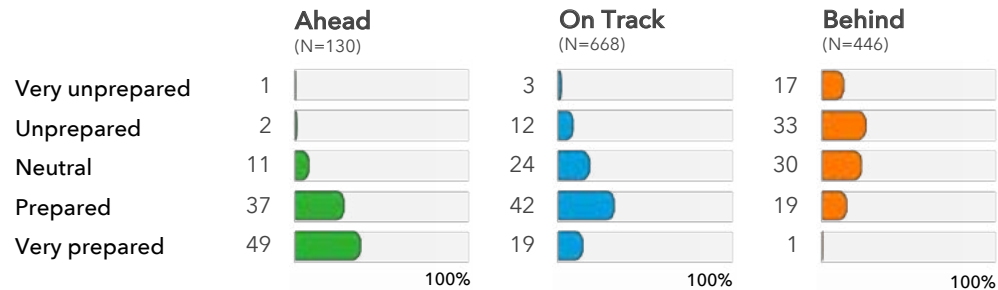 Ahead On Track Behind
(N=130) (N=668) (N=446)
Very unprepared 1 3 17
Unprepared 2 12 33
Neutral 11 24 30
Prepared 37 42 19
Very prepared 49 19 1
100% 100% 100%